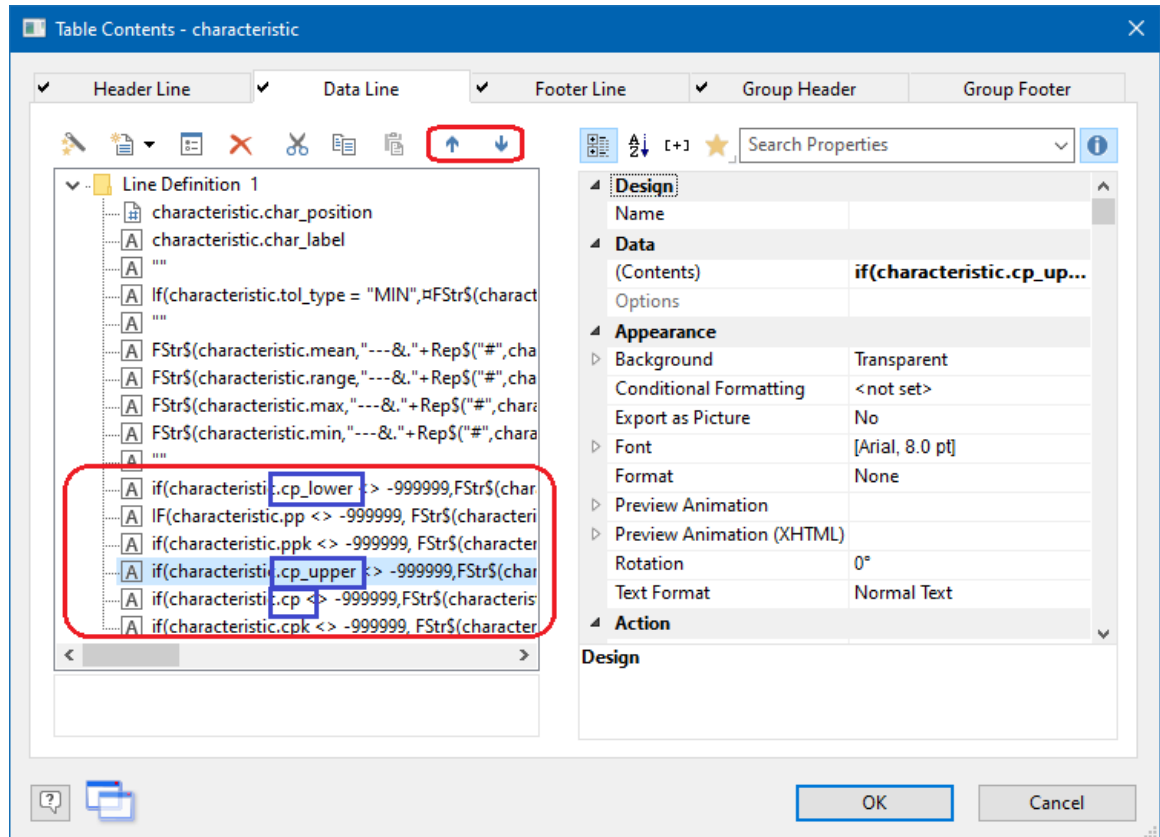 Table Contents - characteristic
Header Line
Data Line
Footer Line
Group Header
Group Footer
Search Properties
Line Definition 1
characteristic.char_position
characteristic.char_label
""
If(characteristic.tol_type = "MIN",¤FStr$(charact
""
FStr$(characteristic.mean,"---&."+Rep$("#",cha
FStr$(characteristic.range,"---&."+Rep$("#",cha
FStr$(characteristic.max,"---&."+Rep$("#",chara
FStr$(characteristic.min,"---&."+Rep$("#",chara
""
if(characteristic.cp_lower <> -999999,FStr$(char
IF(characteristic.pp <> -999999, FStr$(characteri
if(characteristic.ppk <> -999999, FStr$(character
if(characteristic.cp_upper <> -999999,FStr$(char
if(characteristic.cp <> -999999,FStr$(characteris
if(characteristic.cpk <> -999999, FStr$(character
Design
Name
Data
(Contents) if(characteristic.cp_up...
Options
Appearance
Background Transparent
Conditional Formatting <not set>
Export as Picture No
Font [Arial, 8.0 pt]
Format None
Preview Animation
Preview Animation (XHTML)
Rotation 0°
Text Format Normal Text
Action
Design
OK
Cancel